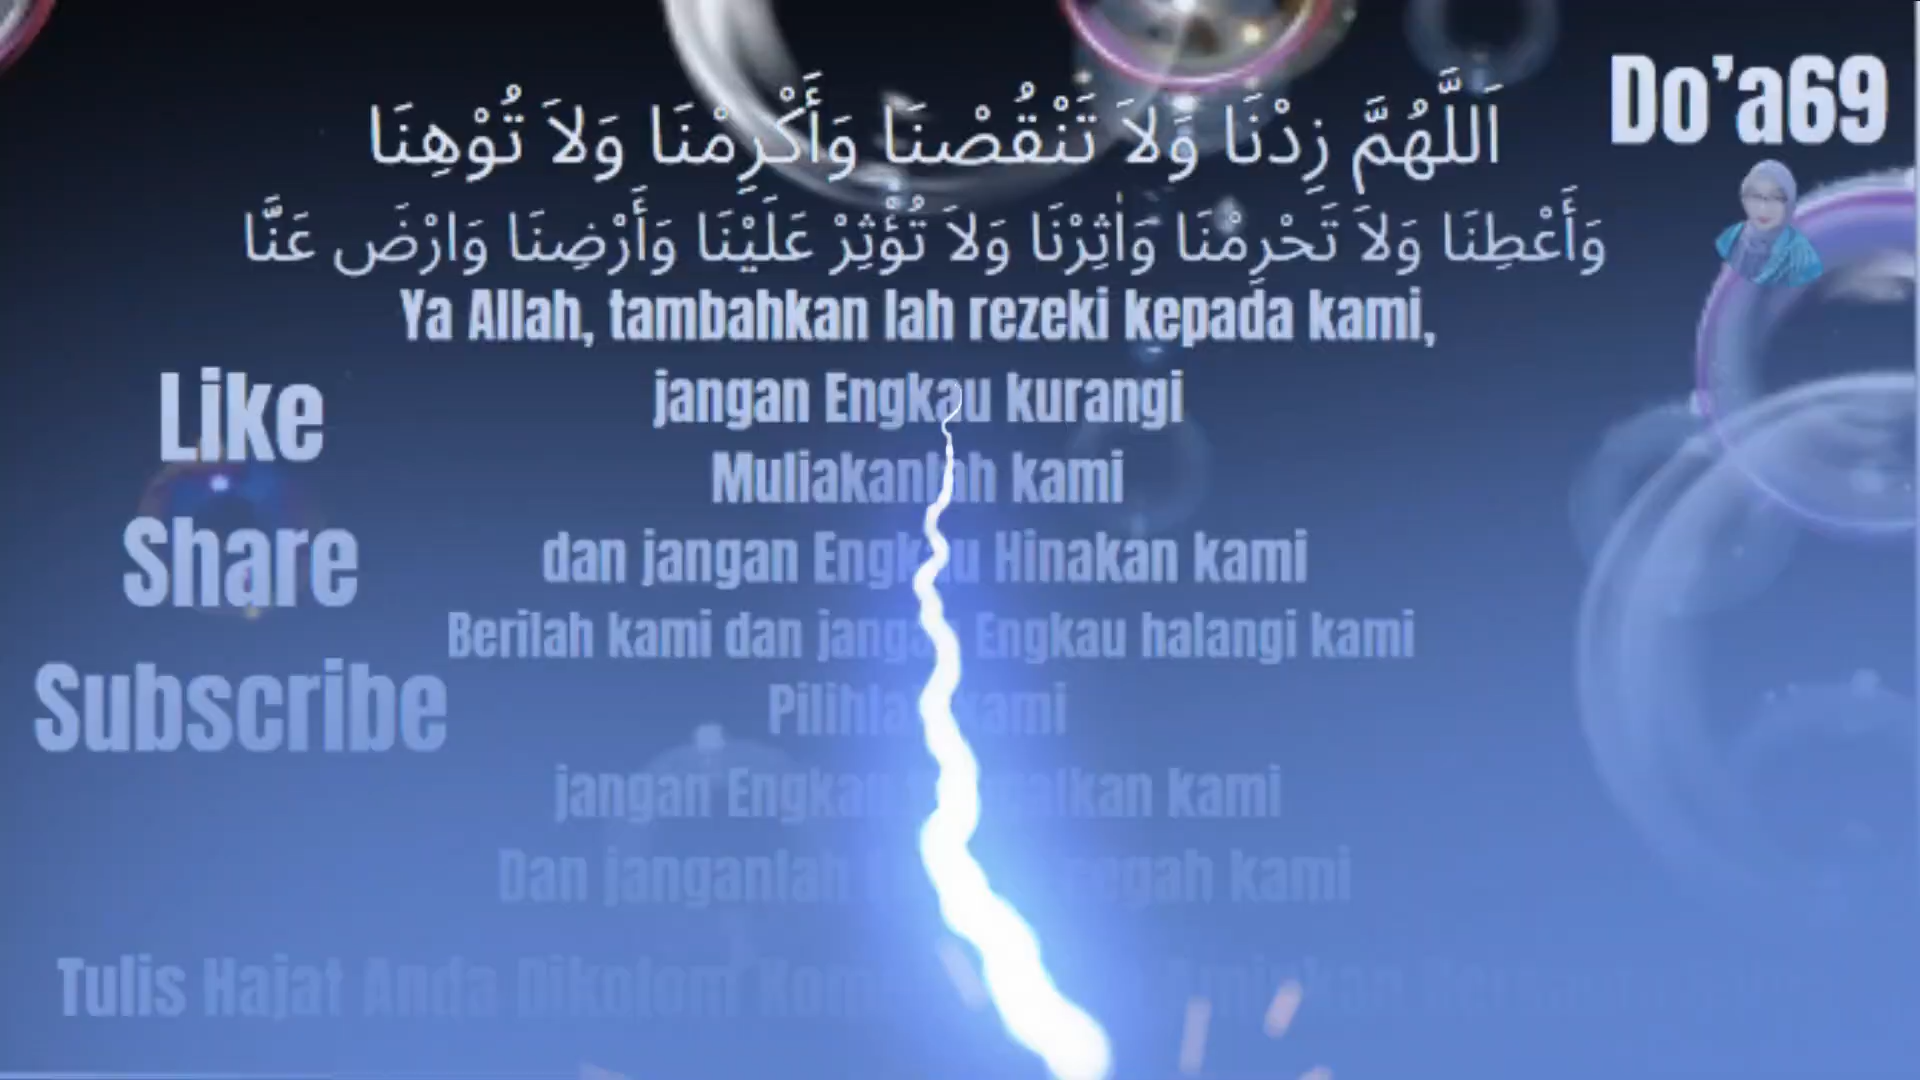 Do’a69
اَللَّهُمَّ زِدْنَا وَلاَ تَنْقُصْنَا وَأَكْرِمْنَا وَلاَ تُوْهِنَا
وَأَعْطِنَا وَلاَ تَحْرِمْنَا وَاٰثِرْنَا وَلاَ تُؤْثِرْ عَلَيْنَا وَأَرْضِنَا وَارْضَ عَنَّا
Ya Allah, tambahkan lah rezeki kepada kami,
jangan Engkau kurangi
Muliakanlah kami
dan jangan Engkau Hinakan kami
Berilah kami dan jangan Engkau halangi kami
Pilihlah kami
jangan Engkau kami
Dan janganlah kami
Like
Share
Subscribe
Tulis Hajat Anda Dikolom